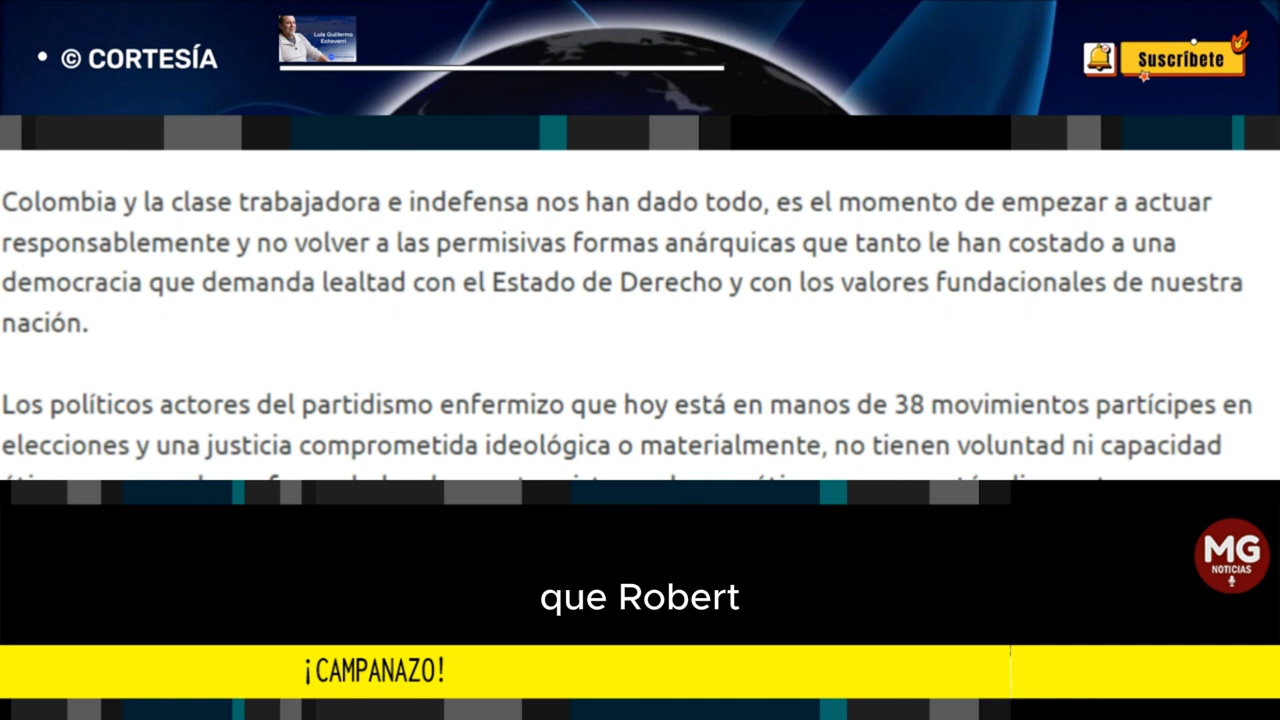 • © CORTESÍA
Luis Guillermo
Echeverri
Suscríbete
Colombia y la clase trabajadora e indefensa nos han dado todo, es el momento de empezar a actuar
responsablemente y no volver a las permisivas formas anárquicas que tanto le han costado a una
democracia que demanda lealtad con el Estado de Derecho y con los valores fundacionales de nuestra
nación.
Los políticos actores del partidismo enfermizo que hoy está en manos de 38 movimientos partícipes en
elecciones y una justicia comprometida ideológica o materialmente, no tienen voluntad ni capacidad
MG
NOTICIAS
que Robert
¡CAMPANAZO!